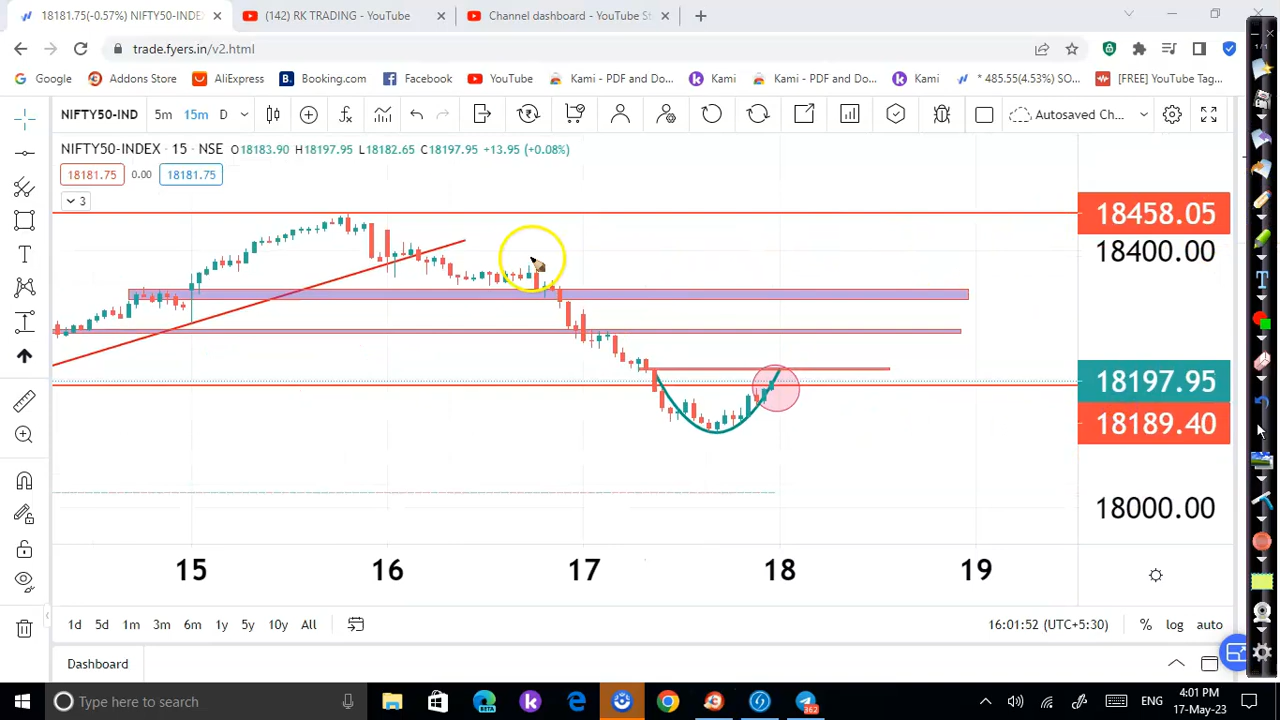 18181.75(-0.57%) NIFTY50-IND
(142) RK TRADING - YouTube
Channel dashboard - YouTube S
trade.fyers.in/v2.html
Google
Addons Store
AliExpress
B.
Booking.com
Facebook
YouTube
Kami - PDF and Do...
Kami
Kami - PDF and Do...
Kami
* 485.55(4.53%) SO...
[FREE] YouTube Tag...
1/1
NIFTY50-IND
5m
15m
D
Autosaved Ch...
NIFTY50-INDEX · 15 · NSE O18183.90 H18197.95 L18182.65 C18197.95 +13.95 (+0.08%)
18181.75
0.00
18181.75
3
18458.05
18400.00
18197.95
18189.40
18000.00
15
16
17
18
19
1d
5d
1m
3m
6m
1y
5y
10y
All
16:01:52 (UTC+5:30)
%
log
auto
Dashboard
Type here to search
BETA
362
ENG
4:01 PM
17-May-23